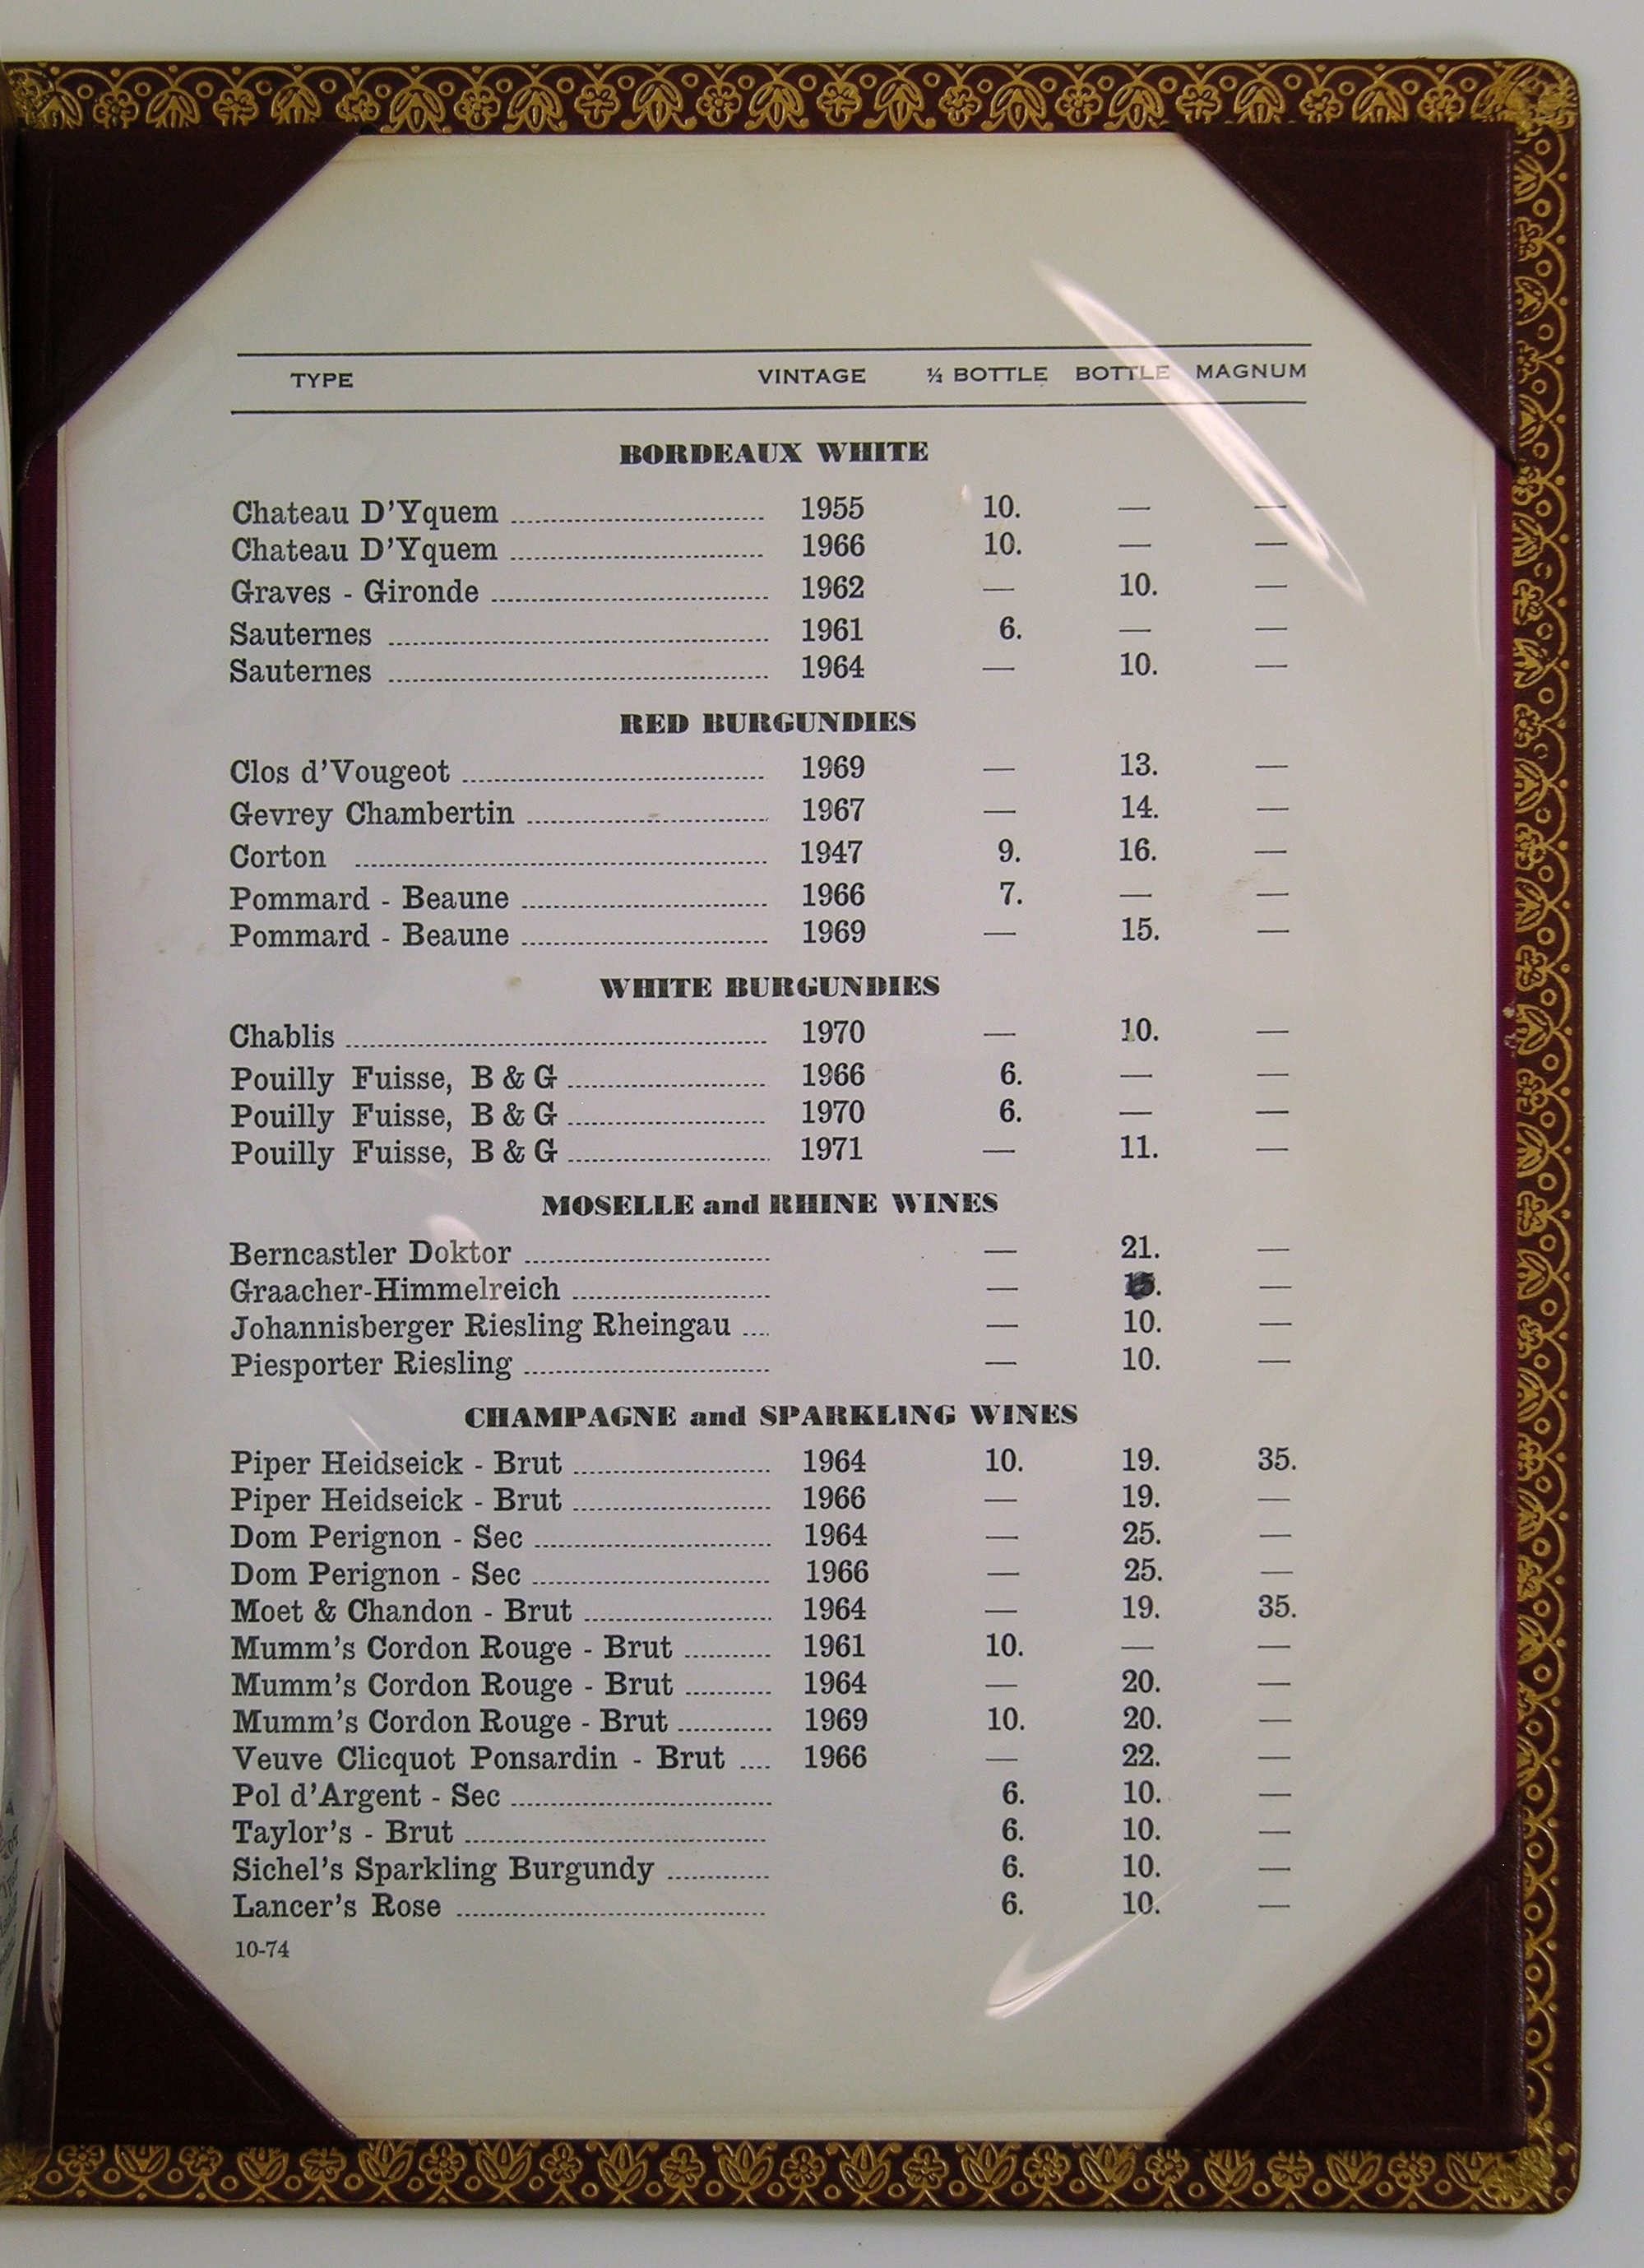 TYPE VINTAGE ½ BOTTLE BOTTLE MAGNUM
BORDEAUX WHITE
Chateau D'Yquem 1955 10. — —
Chateau D'Yquem 1966 10. — —
Graves - Gironde 1962 — 10. —
Sauternes 1961 6. — —
Sauternes 1964 — 10. —
RED BURGUNDIES
Clos d'Vougeot 1969 — 13. —
Gevrey Chambertin 1967 — 14. —
Corton 1947 9. 16. —
Pommard - Beaune 1966 7. — —
Pommard - Beaune 1969 — 15. —
WHITE BURGUNDIES
Chablis 1970 — 10. —
Pouilly Fuisse, B & G 1966 6. — —
Pouilly Fuisse, B & G 1970 6. — —
Pouilly Fuisse, B & G 1971 — 11. —
MOSELLE and RHINE WINES
Berncastler Doktor — 21. —
Graacher-Himmelreich — —
Johannisberger Riesling Rheingau — 10. —
Piesporter Riesling — 10. —
CHAMPAGNE and SPARKLING WINES
Piper Heidseick - Brut 1964 10. 19. 35.
Piper Heidseick - Brut 1966 — 19. —
Dom Perignon - Sec 1964 — 25. —
Dom Perignon - Sec 1966 — 25. —
Moet & Chandon - Brut 1964 — 19. 35.
Mumm's Cordon Rouge - Brut 1961 10. — —
Mumm's Cordon Rouge - Brut 1964 — 20. —
Mumm's Cordon Rouge - Brut 1969 10. 20. —
Veuve Clicquot Ponsardin - Brut 1966 — 22. —
Pol d'Argent - Sec 6. 10. —
Taylor's - Brut 6. 10. —
Sichel's Sparkling Burgundy 6. 10. —
Lancer's Rose 6. 10. —
10-74